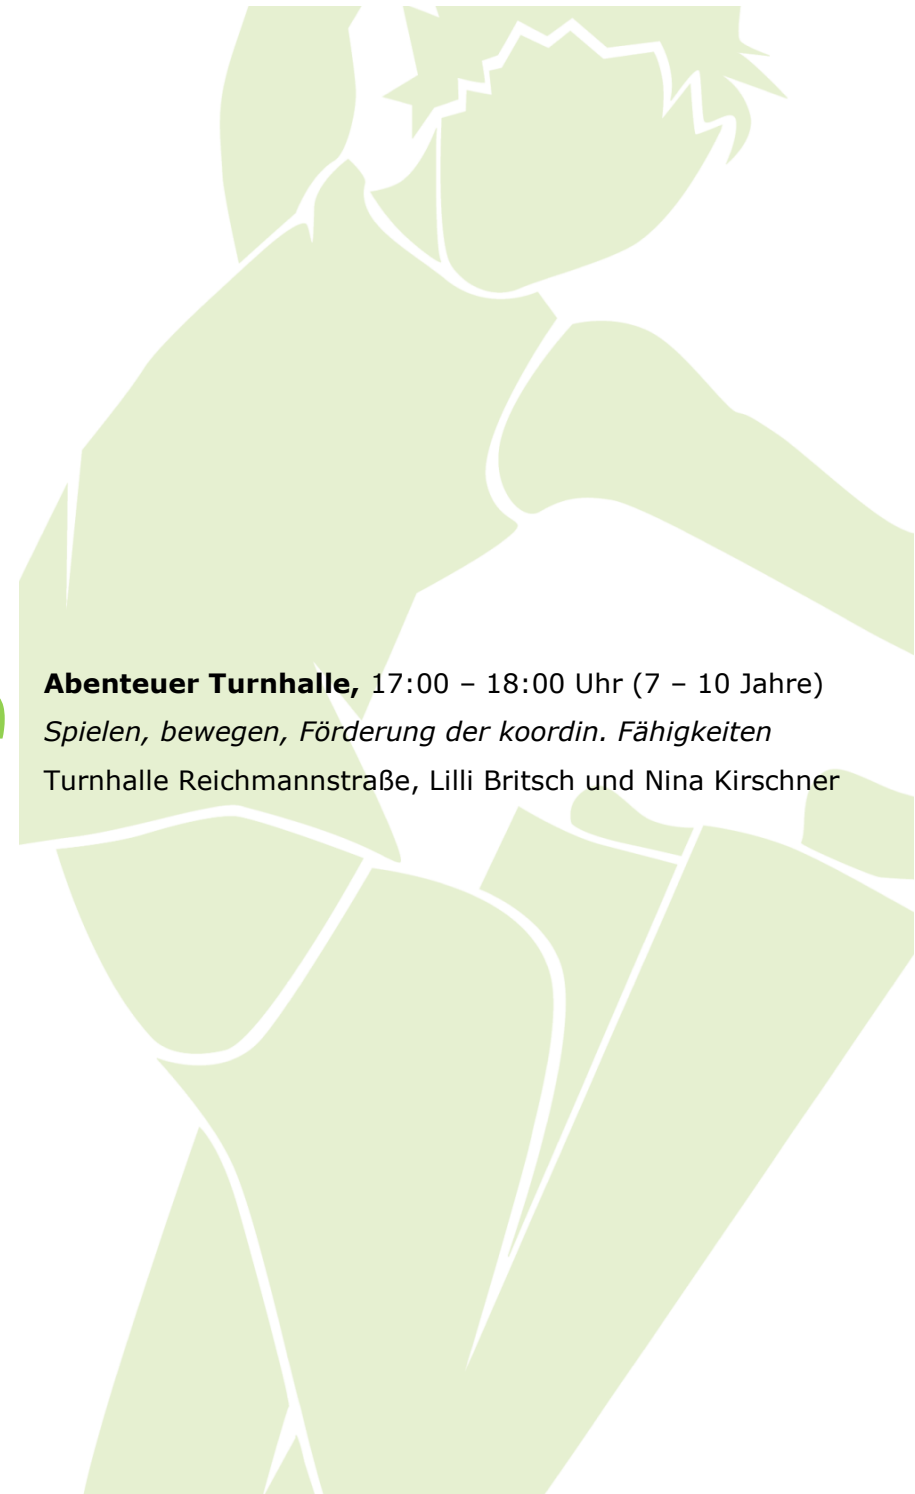 Abenteuer Turnhalle, 17:00 – 18:00 Uhr (7 – 10 Jahre)
Spielen, bewegen, Förderung der koordin. Fähigkeiten
Turnhalle Reichmannstraße, Lilli Britsch und Nina Kirschner